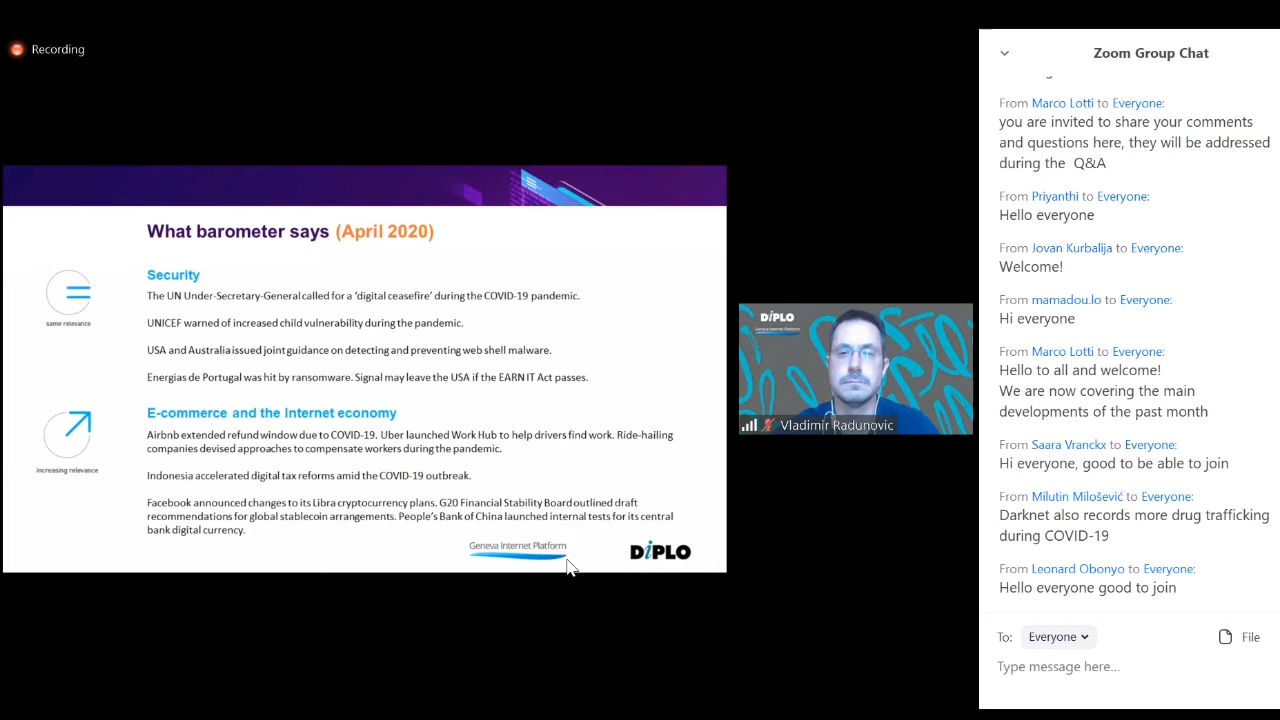 Recording
What barometer says (April 2020)
Security
same relevance
The UN Under-Secretary-General called for a 'digital ceasefire' during the COVID-19 pandemic.
UNICEF warned of increased child vulnerability during the pandemic.
USA and Australia issued joint guidance on detecting and preventing web shell malware.
Energias de Portugal was hit by ransomware. Signal may leave the USA if the EARN IT Act passes.
E-commerce and the Internet economy
increasing relevance
Airbnb extended refund window due to COVID-19. Uber launched Work Hub to help drivers find work. Ride-hailing
companies devised approaches to compensate workers during the pandemic.
Indonesia accelerated digital tax reforms amid the COVID-19 outbreak.
Facebook announced changes to its Libra cryptocurrency plans. G20 Financial Stability Board outlined draft
recommendations for global stablecoin arrangements. People's Bank of China launched internal tests for its central
bank digital currency.
Geneva Internet Platform
DiPLO
DiPLO
Geneva Internet Platform
Vladimir Radunovic
Zoom Group Chat
From Marco Lotti to Everyone:
you are invited to share your comments
and questions here, they will be addressed
during the Q&A
From Priyanthi to Everyone:
Hello everyone
From Jovan Kurbalija to Everyone:
Welcome!
From mamadou.lo to Everyone:
Hi everyone
From Marco Lotti to Everyone:
Hello to all and welcome!
We are now covering the main
developments of the past month
From Saara Vranckx to Everyone:
Hi everyone, good to be able to join
From Milutin Milošević to Everyone:
Darknet also records more drug trafficking
during COVID-19
From Leonard Obonyo to Everyone:
Hello everyone good to join
To: Everyone File
Type message here...